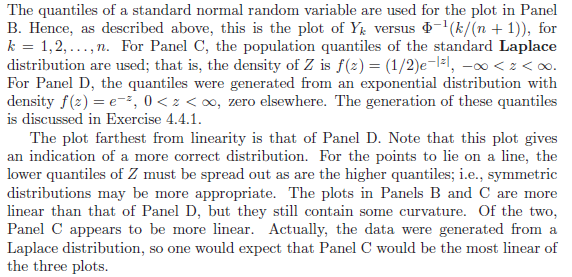 The quantiles of a standard normal random variable are used for the plot in Panel
B. Hence, as described above, this is the plot of Yₖ versus Φ⁻¹(k/(n + 1)), for
k = 1, 2, . . . , n. For Panel C, the population quantiles of the standard Laplace
distribution are used; that is, the density of Z is f(z) = (1/2)e⁻|ᶻ|, −∞ < z < ∞.
For Panel D, the quantiles were generated from an exponential distribution with
density f(z) = e⁻ᶻ, 0 < z < ∞, zero elsewhere. The generation of these quantiles
is discussed in Exercise 4.4.1.
The plot farthest from linearity is that of Panel D. Note that this plot gives
an indication of a more correct distribution. For the points to lie on a line, the
lower quantiles of Z must be spread out as are the higher quantiles; i.e., symmetric
distributions may be more appropriate. The plots in Panels B and C are more
linear than that of Panel D, but they still contain some curvature. Of the two,
Panel C appears to be more linear. Actually, the data were generated from a
Laplace distribution, so one would expect that Panel C would be the most linear of
the three plots.